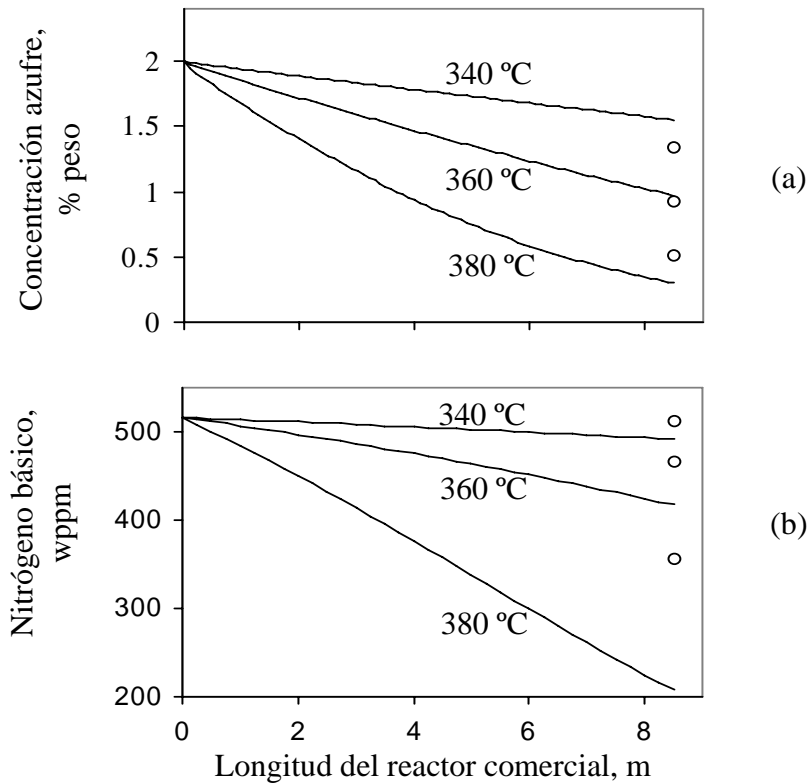 Concentración azufre,
% peso
2
1.5
1
0.5
0
340 ºC
360 ºC
380 ºC
(a)
Nitrógeno básico,
wppm
500
400
300
200
340 ºC
360 ºC
380 ºC
(b)
0 2 4 6 8
Longitud del reactor comercial, m